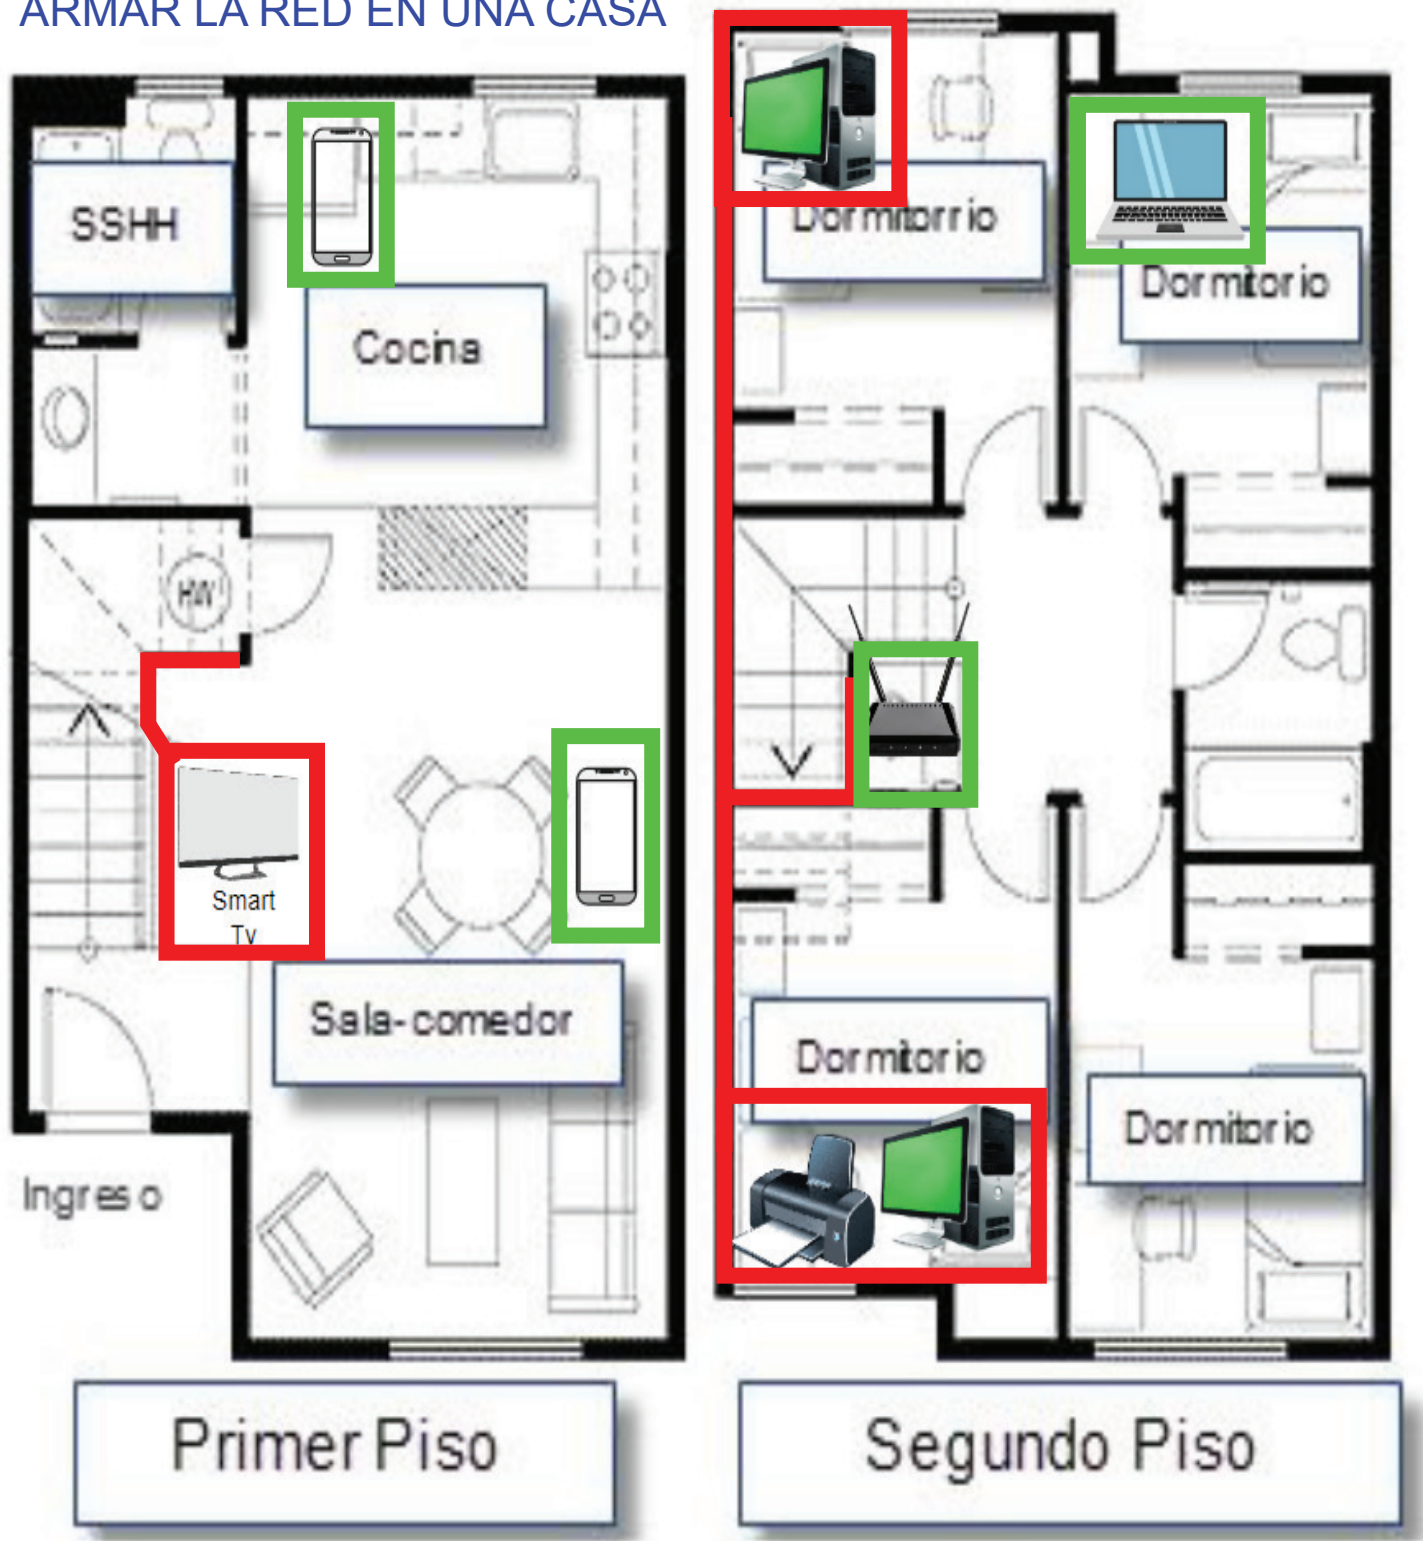 ARMAR LA RED EN UNA CASA
SSHH
Cocina
HW
Smart
Tv
Sala-comedor
Ingreso
Primer Piso
Dormitorrio
Dormitorio
Dormitorio
Dormitorio
Segundo Piso